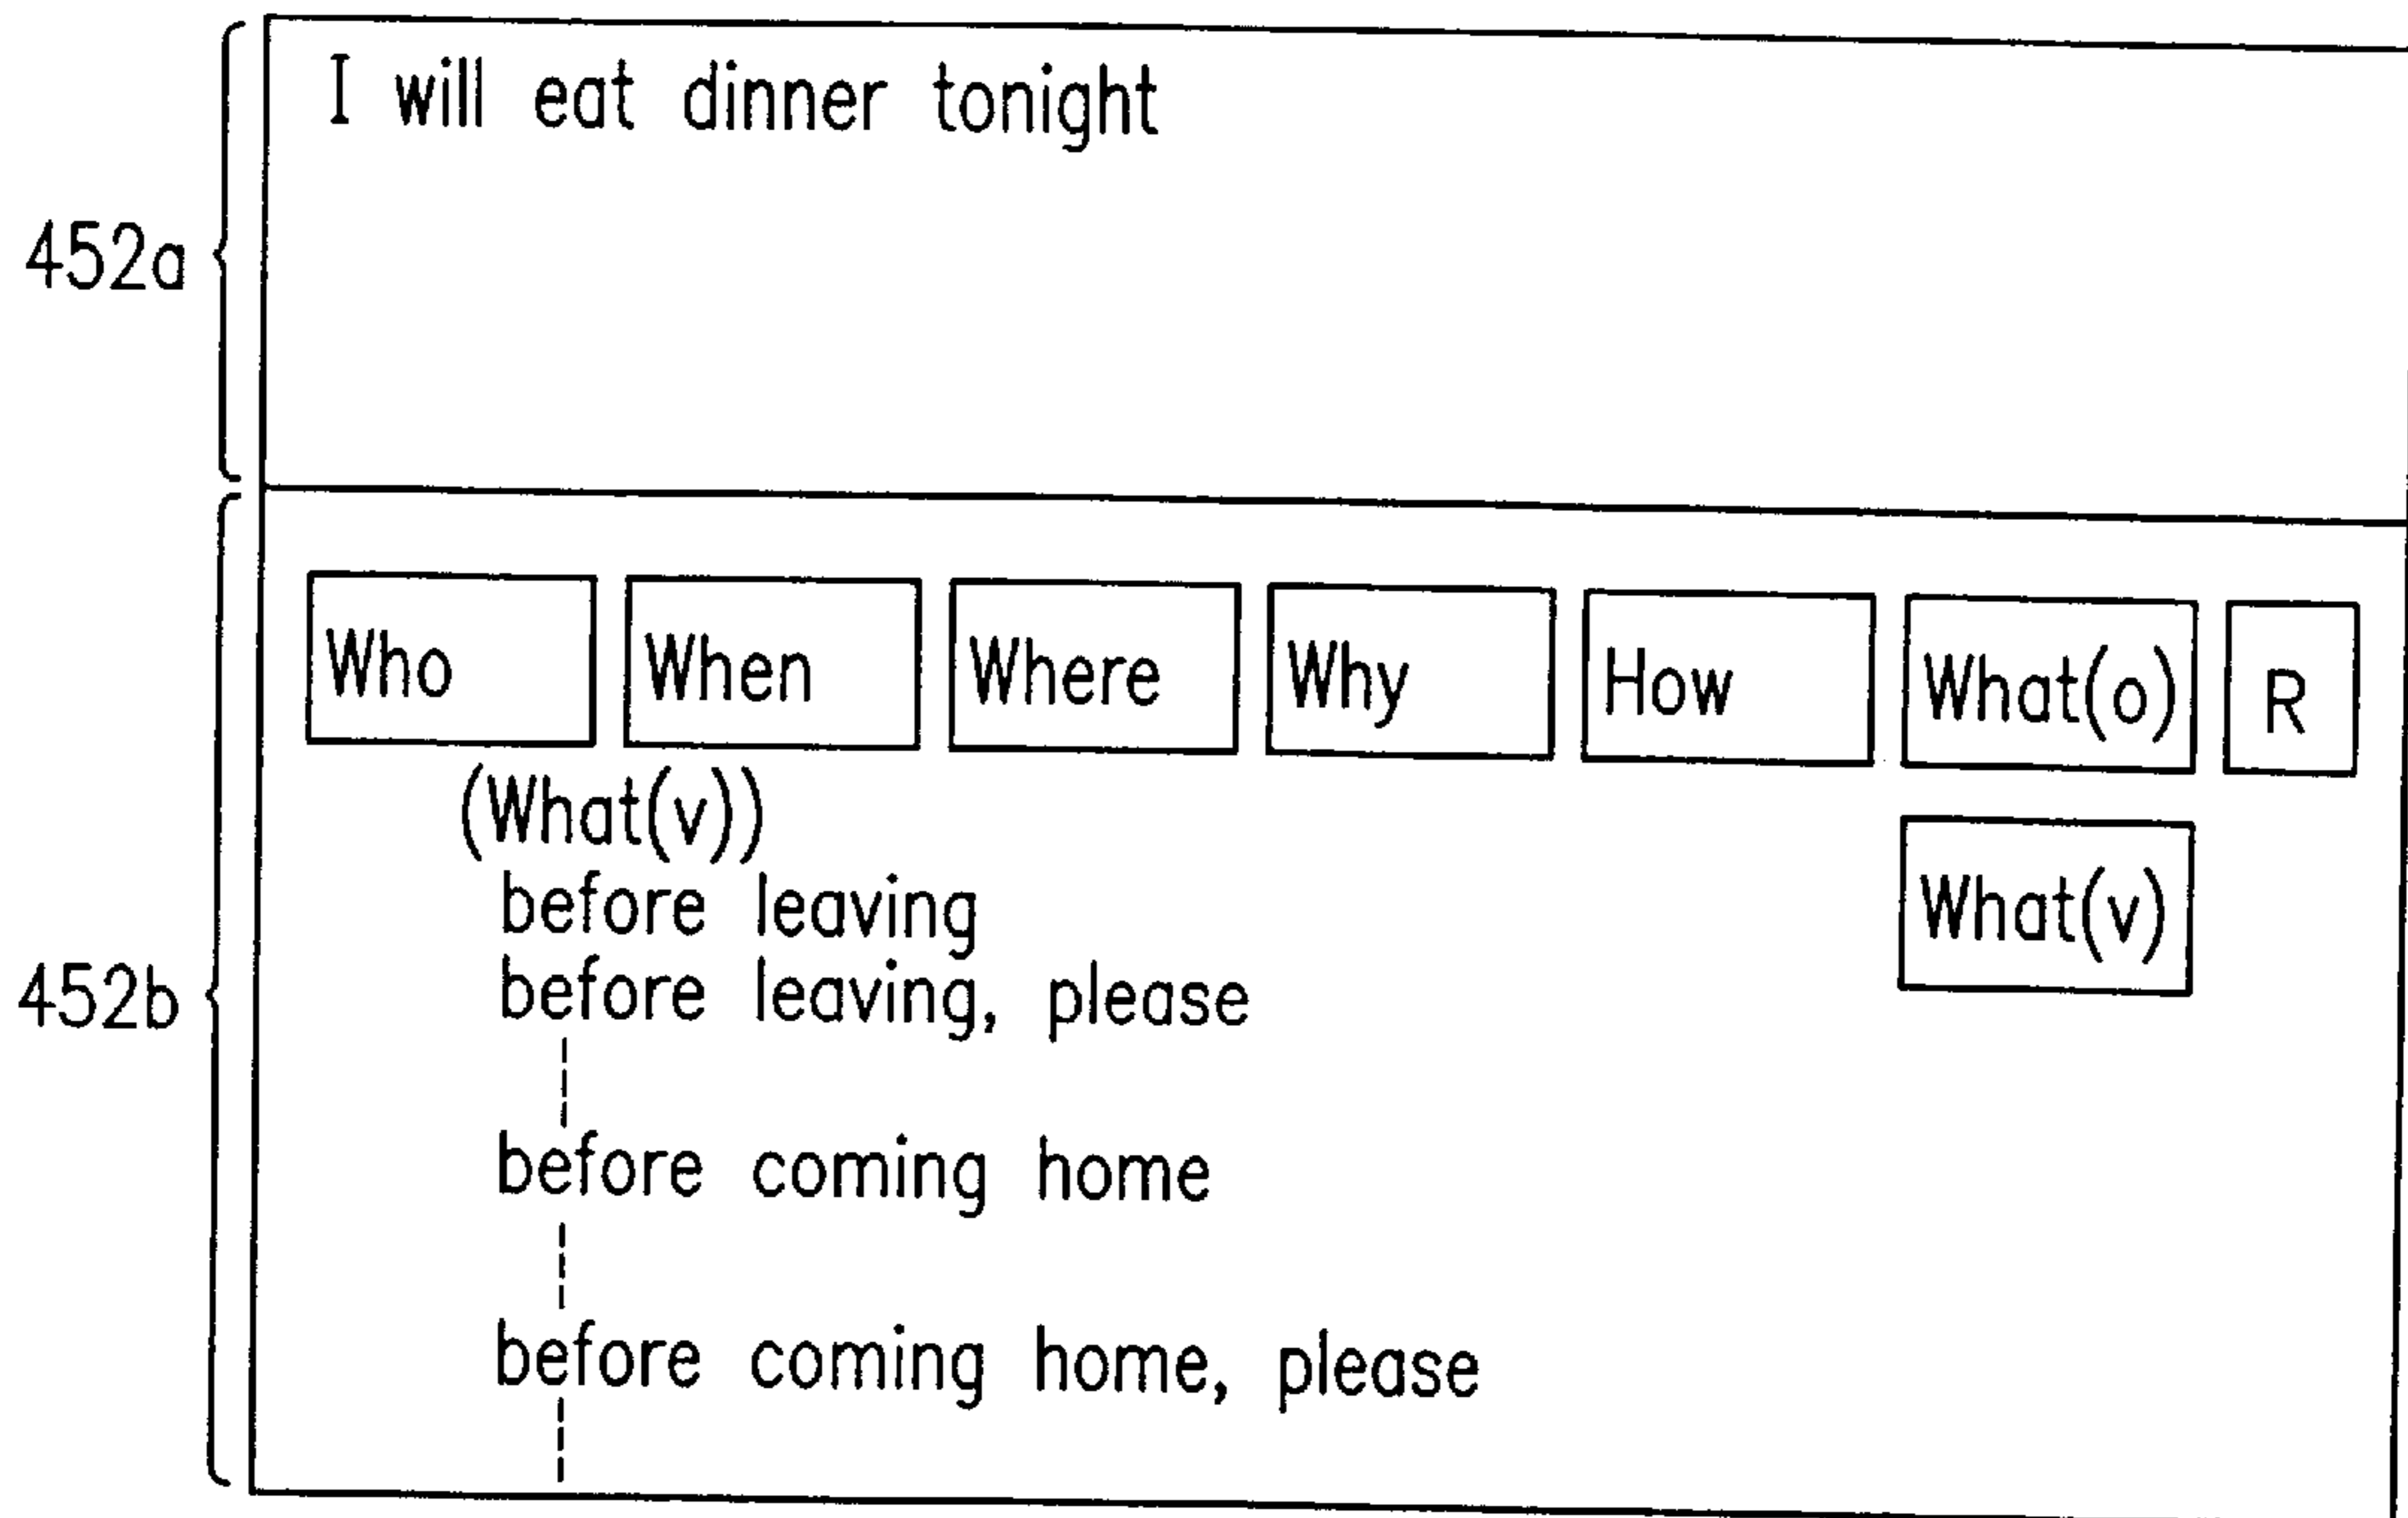 I will eat dinner tonight
452a
Who When Where Why How What(o) R
(What(v))
What(v)
before leaving
before leaving, please
452b
before coming home
before coming home, please